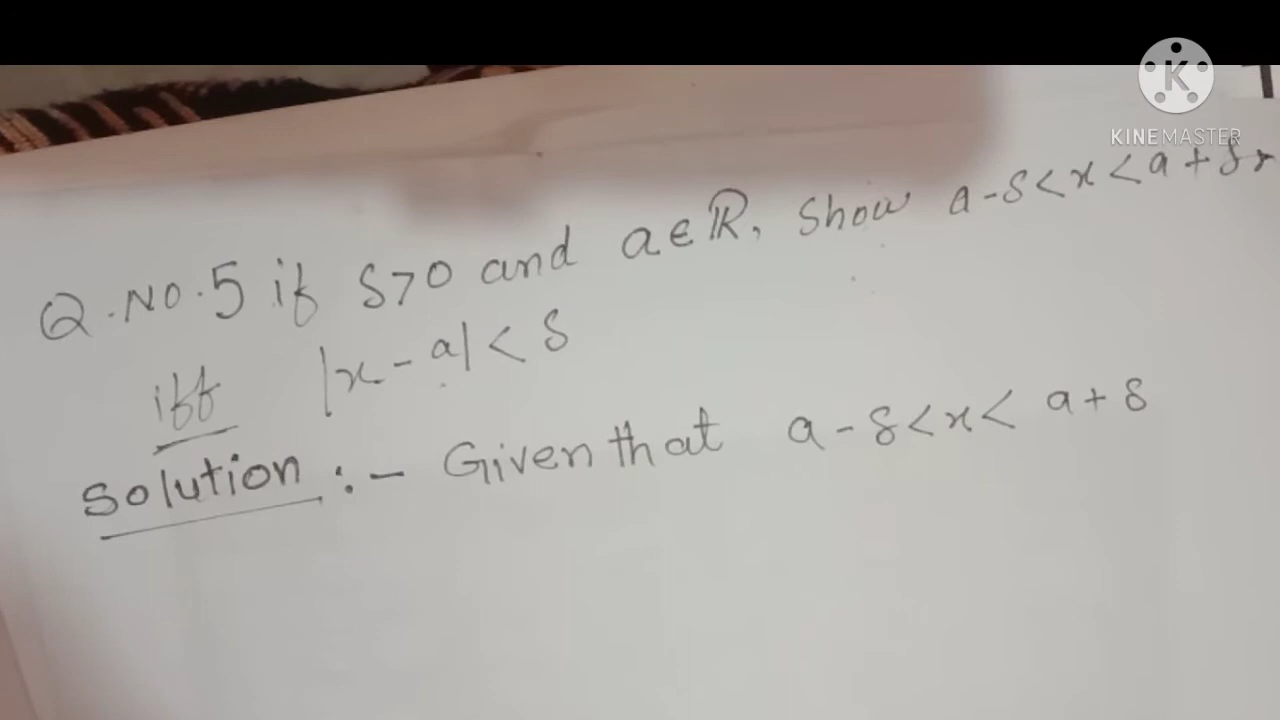 K
KINEMASTER
Q.NO.5 if δ>0 and a∈ℝ, Show a-δ<x<a+δ,
iff |x-a|<δ
Solution :- Given that a-δ<x< a+δ